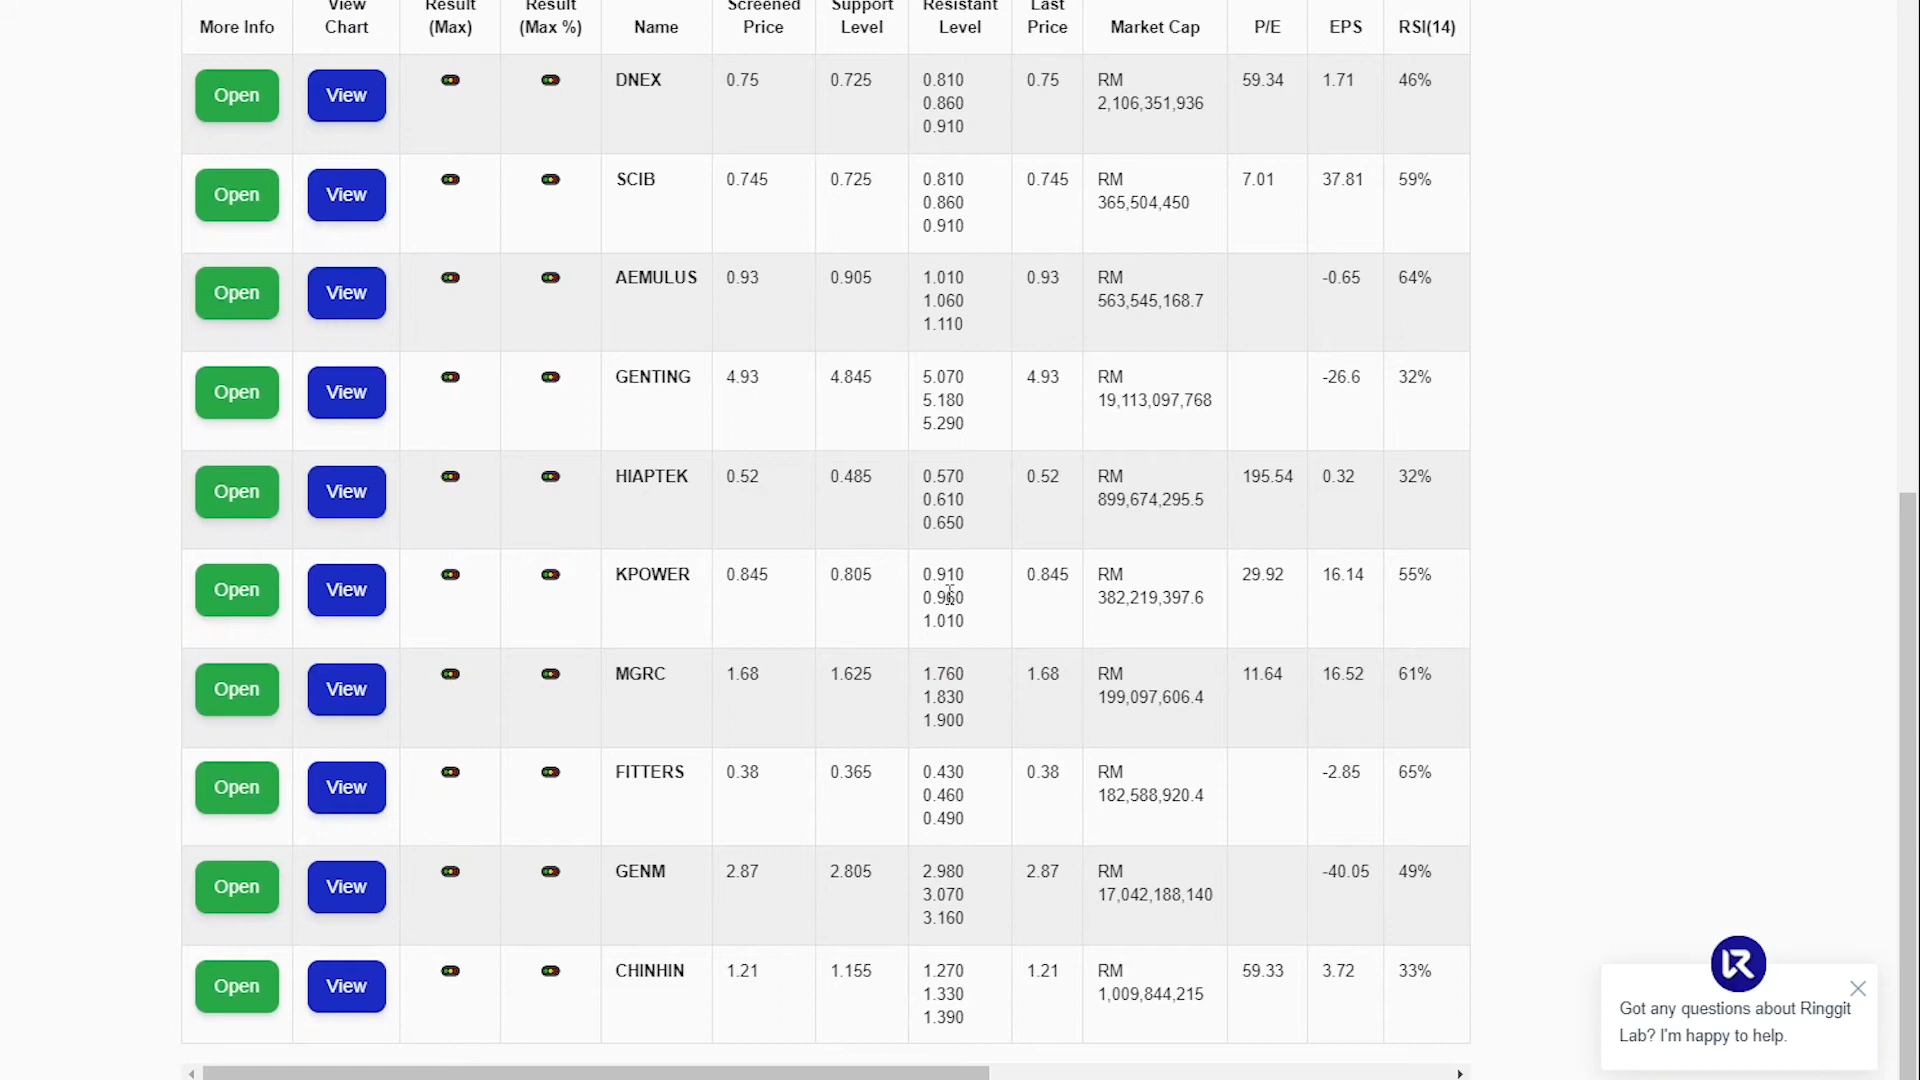 More Info
View
Chart
Result
(Max)
Result
(Max %)
Name
Screened
Price
Support
Level
Resistant
Level
Last
Price
Market Cap
P/E
EPS
RSI(14)
Open
View
DNEX
0.75
0.725
0.810
0.860
0.910
0.75
RM
2,106,351,936
59.34
1.71
46%
Open
View
SCIB
0.745
0.725
0.810
0.860
0.910
0.745
RM
365,504,450
7.01
37.81
59%
Open
View
AEMULUS
0.93
0.905
1.010
1.060
1.110
0.93
RM
563,545,168.7
-0.65
64%
Open
View
GENTING
4.93
4.845
5.070
5.180
5.290
4.93
RM
19,113,097,768
-26.6
32%
Open
View
HIAPTEK
0.52
0.485
0.570
0.610
0.650
0.52
RM
899,674,295.5
195.54
0.32
32%
Open
View
KPOWER
0.845
0.805
0.910
0.960
1.010
0.845
RM
382,219,397.6
29.92
16.14
55%
Open
View
MGRC
1.68
1.625
1.760
1.830
1.900
1.68
RM
199,097,606.4
11.64
16.52
61%
Open
View
FITTERS
0.38
0.365
0.430
0.460
0.490
0.38
RM
182,588,920.4
-2.85
65%
Open
View
GENM
2.87
2.805
2.980
3.070
3.160
2.87
RM
17,042,188,140
-40.05
49%
Open
View
CHINHIN
1.21
1.155
1.270
1.330
1.390
1.21
RM
1,009,844,215
59.33
3.72
33%
Got any questions about Ringgit
Lab? I'm happy to help.